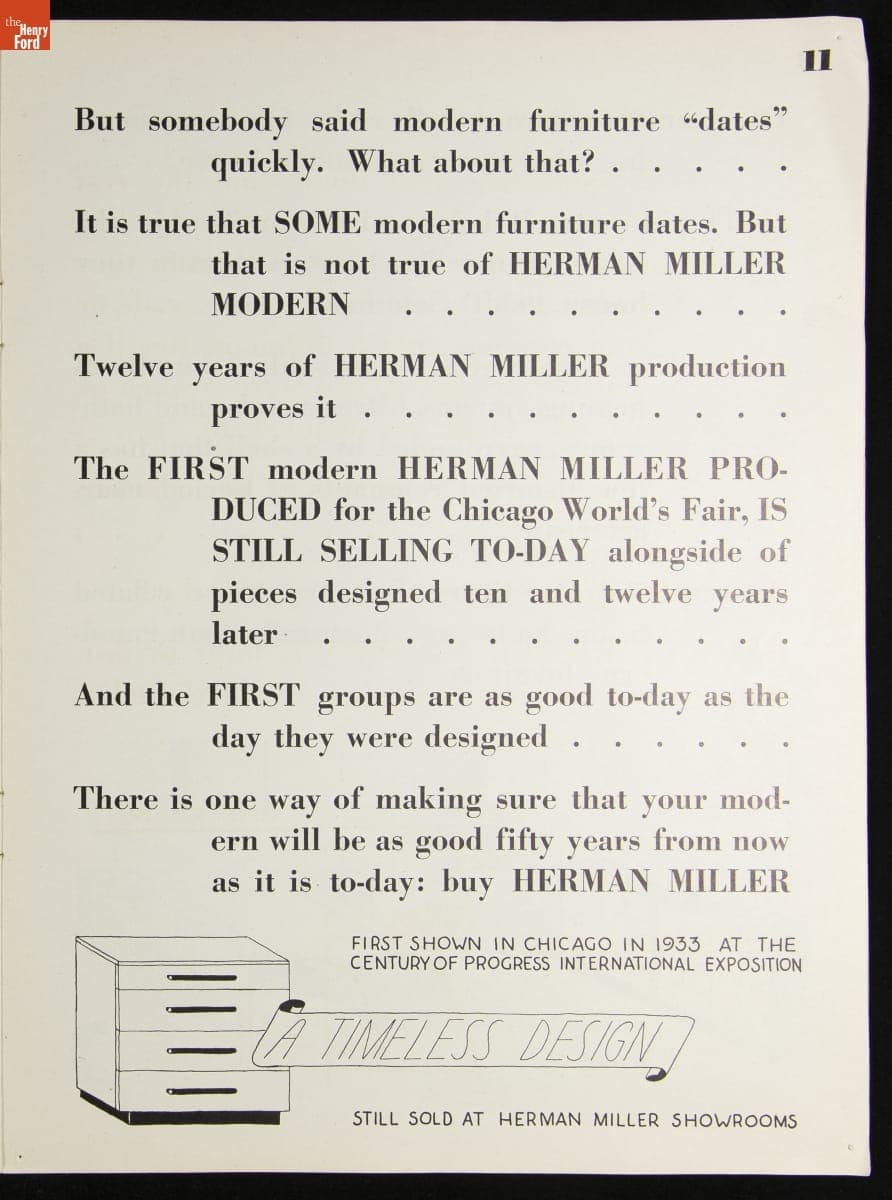 the
Henry
Ford
11
But somebody said modern furniture “dates”
quickly. What about that? . . . . .
It is true that SOME modern furniture dates. But
that is not true of HERMAN MILLER
MODERN . . . . . . . . . .
Twelve years of HERMAN MILLER production
proves it . . . . . . . . . . .
The FIRST modern HERMAN MILLER PRO-
DUCED for the Chicago World’s Fair, IS
STILL SELLING TO-DAY alongside of
pieces designed ten and twelve years
later . . . . . . . . . . . .
And the FIRST groups are as good to-day as the
day they were designed . . . . . .
There is one way of making sure that your mod-
ern will be as good fifty years from now
as it is to-day: buy HERMAN MILLER
FIRST SHOWN IN CHICAGO IN 1933 AT THE
CENTURY OF PROGRESS INTERNATIONAL EXPOSITION
A TIMELESS DESIGN
STILL SOLD AT HERMAN MILLER SHOWROOMS